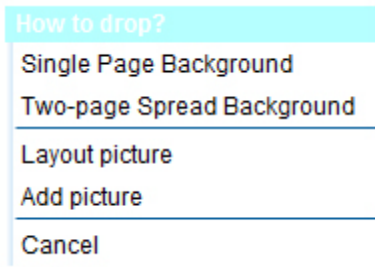 How to drop?
Single Page Background
Two-page Spread Background
Layout picture
Add picture
Cancel